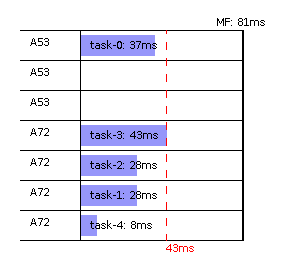 MF: 81ms
A53 task-0: 37ms
A53
A53
A72 task-3: 43ms
A72 task-2: 28ms
A72 task-1: 28ms
A72 task-4: 8ms
43ms